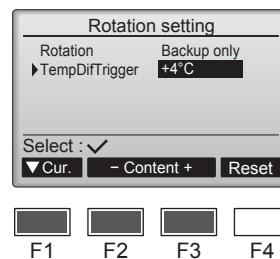 Rotation setting
Rotation Backup only
▶TempDifTrigger +4°C
Select : ✓
▼Cur. − Content + Reset
F1 F2 F3 F4